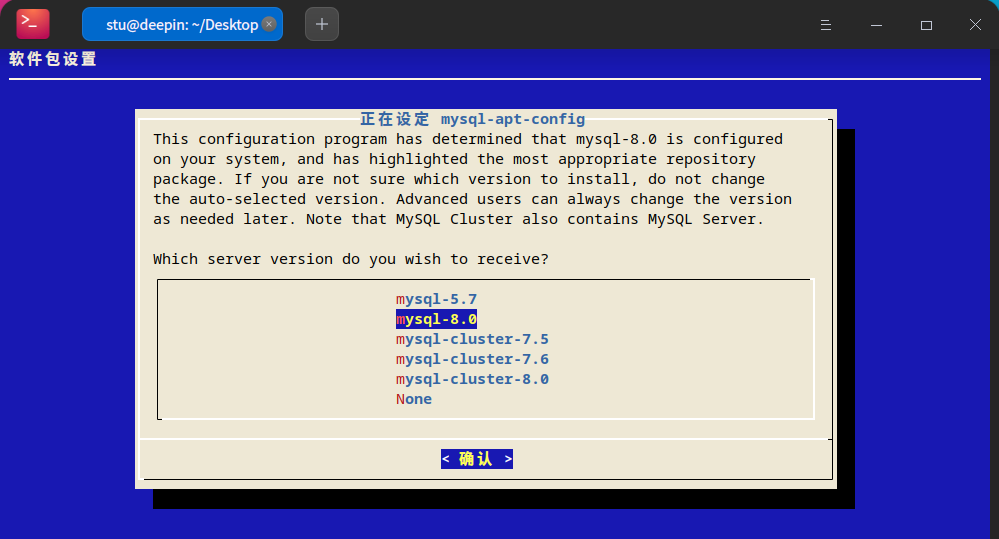 stu@deepin: ~/Desktop
软件包设置
正在设定 mysql-apt-config
This configuration program has determined that mysql-8.0 is configured
on your system, and has highlighted the most appropriate repository
package. If you are not sure which version to install, do not change
the auto-selected version. Advanced users can always change the version
as needed later. Note that MySQL Cluster also contains MySQL Server.
Which server version do you wish to receive?
mysql-5.7
mysql-8.0
mysql-cluster-7.5
mysql-cluster-7.6
mysql-cluster-8.0
None
< 确认 >